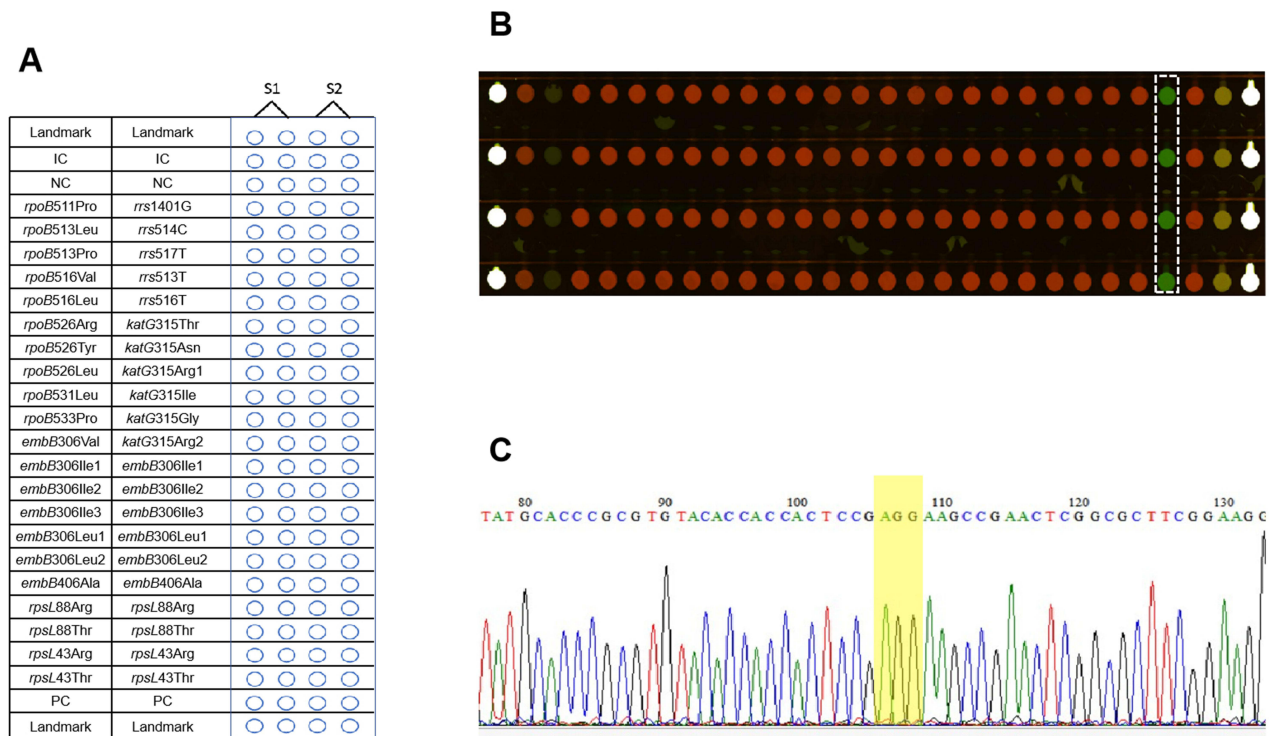 A
S1 S2
Landmark Landmark
IC IC
NC NC
rpoB511Pro rrs1401G
rpoB513Leu rrs514C
rpoB513Pro rrs517T
rpoB516Val rrs513T
rpoB516Leu rrs516T
rpoB526Arg katG315Thr
rpoB526Tyr katG315Asn
rpoB526Leu katG315Arg1
rpoB531Leu katG315Ile
rpoB533Pro katG315Gly
embB306Val katG315Arg2
embB306Ile1 embB306Ile1
embB306Ile2 embB306Ile2
embB306Ile3 embB306Ile3
embB306Leu1 embB306Leu1
embB306Leu2 embB306Leu2
embB406Ala embB406Ala
rpsL88Arg rpsL88Arg
rpsL88Thr rpsL88Thr
rpsL43Arg rpsL43Arg
rpsL43Thr rpsL43Thr
PC PC
Landmark Landmark
B
C
80 90 100 110 120 130
TATGCACCCGCGTGTACACCACCACTCCGAGGAAGCCGAACTCGGCGCTTCGGAAGG